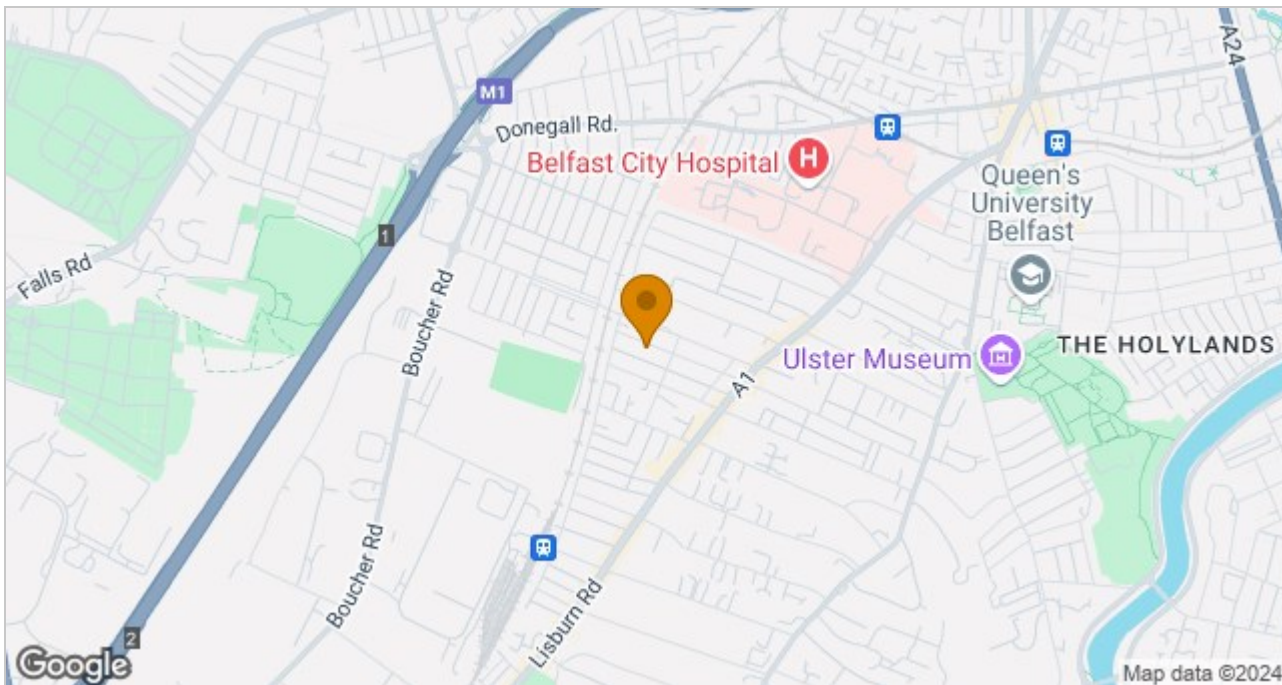 A24
M1
Donegall Rd.
Belfast City Hospital
H
Queen's
University
Belfast
1
Falls Rd
Boucher Rd
Ulster Museum
THE HOLYLANDS
A1
Boucher Rd
Lisburn Rd
2
Google
Map data ©2024